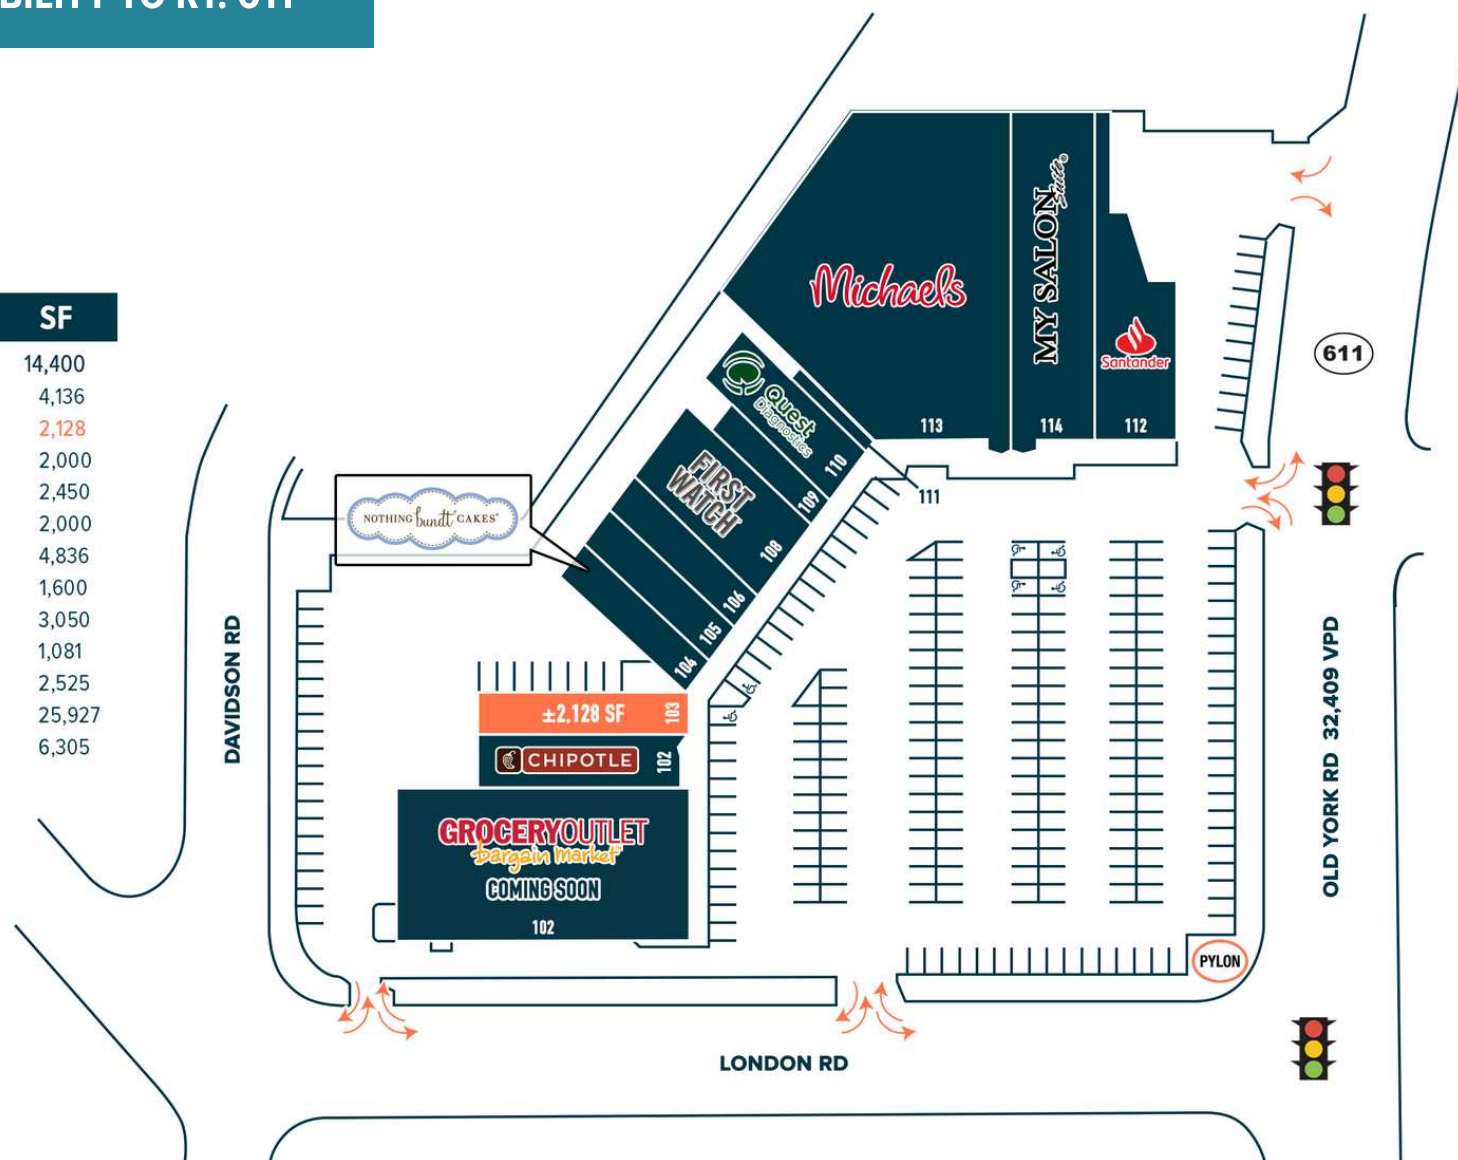 SF
14,400
4,136
2,128
2,000
2,450
2,000
4,836
1,600
3,050
1,081
2,525
25,927
6,305
Michaels
113
MY SALON Suite®
114
Santander
112
611
Quest
Diagnostics
110
111
109
FIRST
WATCH
108
106
105
104
NOTHING bundt CAKES®
±2,128 SF
103
CHIPOTLE
102
GROCERY OUTLET
bargain market
COMING SOON
102
DAVIDSON RD
OLD YORK RD 32,409 VPD
PYLON
LONDON RD